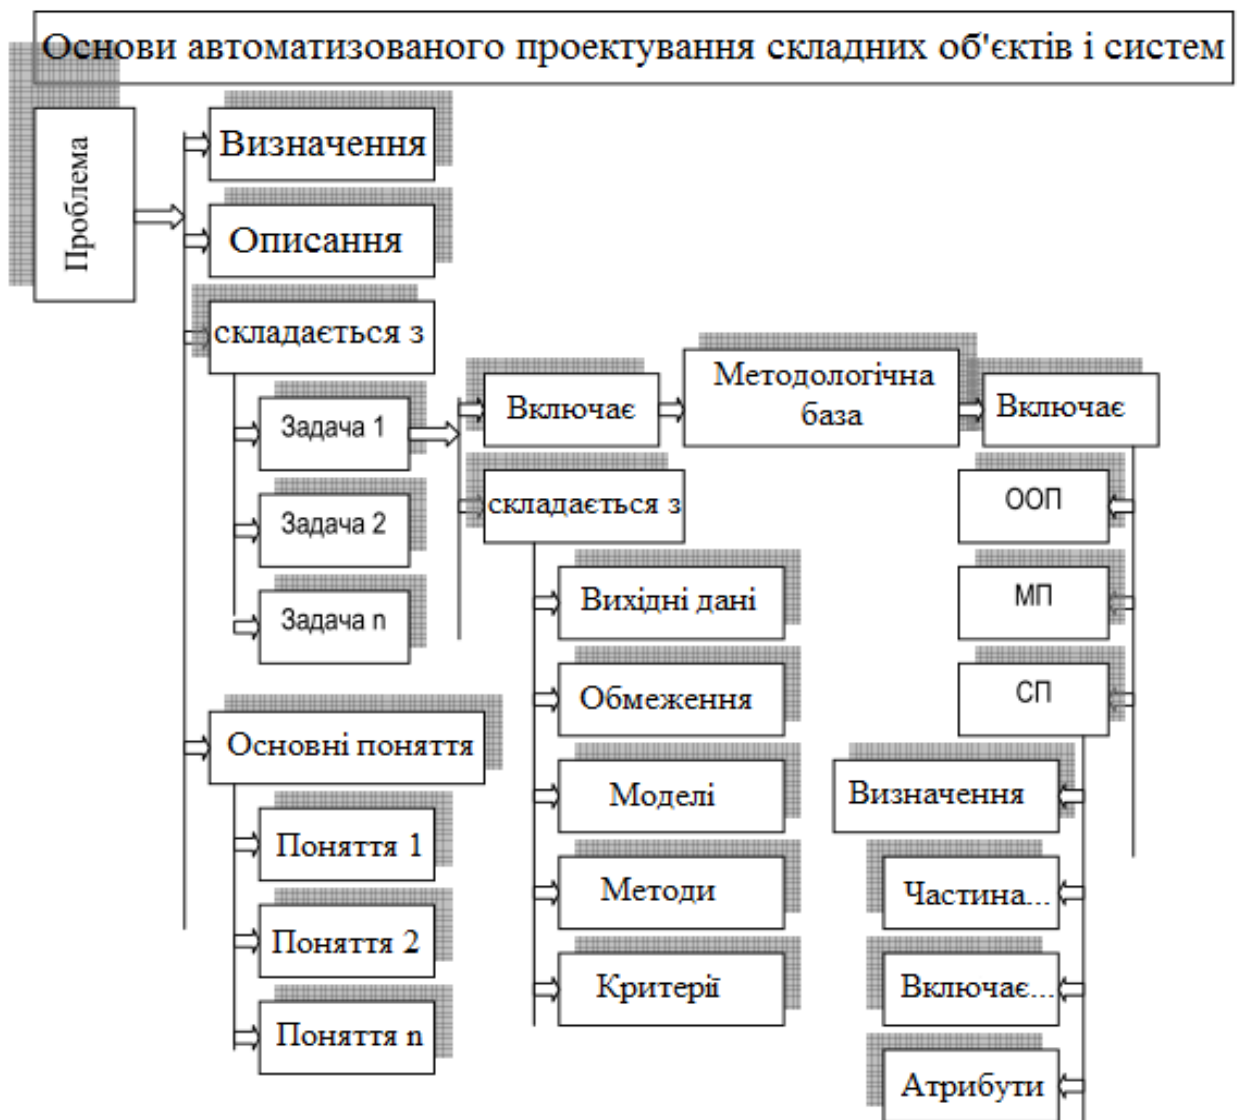 Основи автоматизованого проектування складних об'єктів і систем
Проблема
Визначення
Описання
складається з
Задача 1
Задача 2
Задача n
Основні поняття
Поняття 1
Поняття 2
Поняття n
Включає
складається з
Вихідні дані
Обмеження
Моделі
Методи
Критерії
Методологічна
база
Включає
ООП
МП
СП
Визначення
Частина...
Включає...
Атрибути